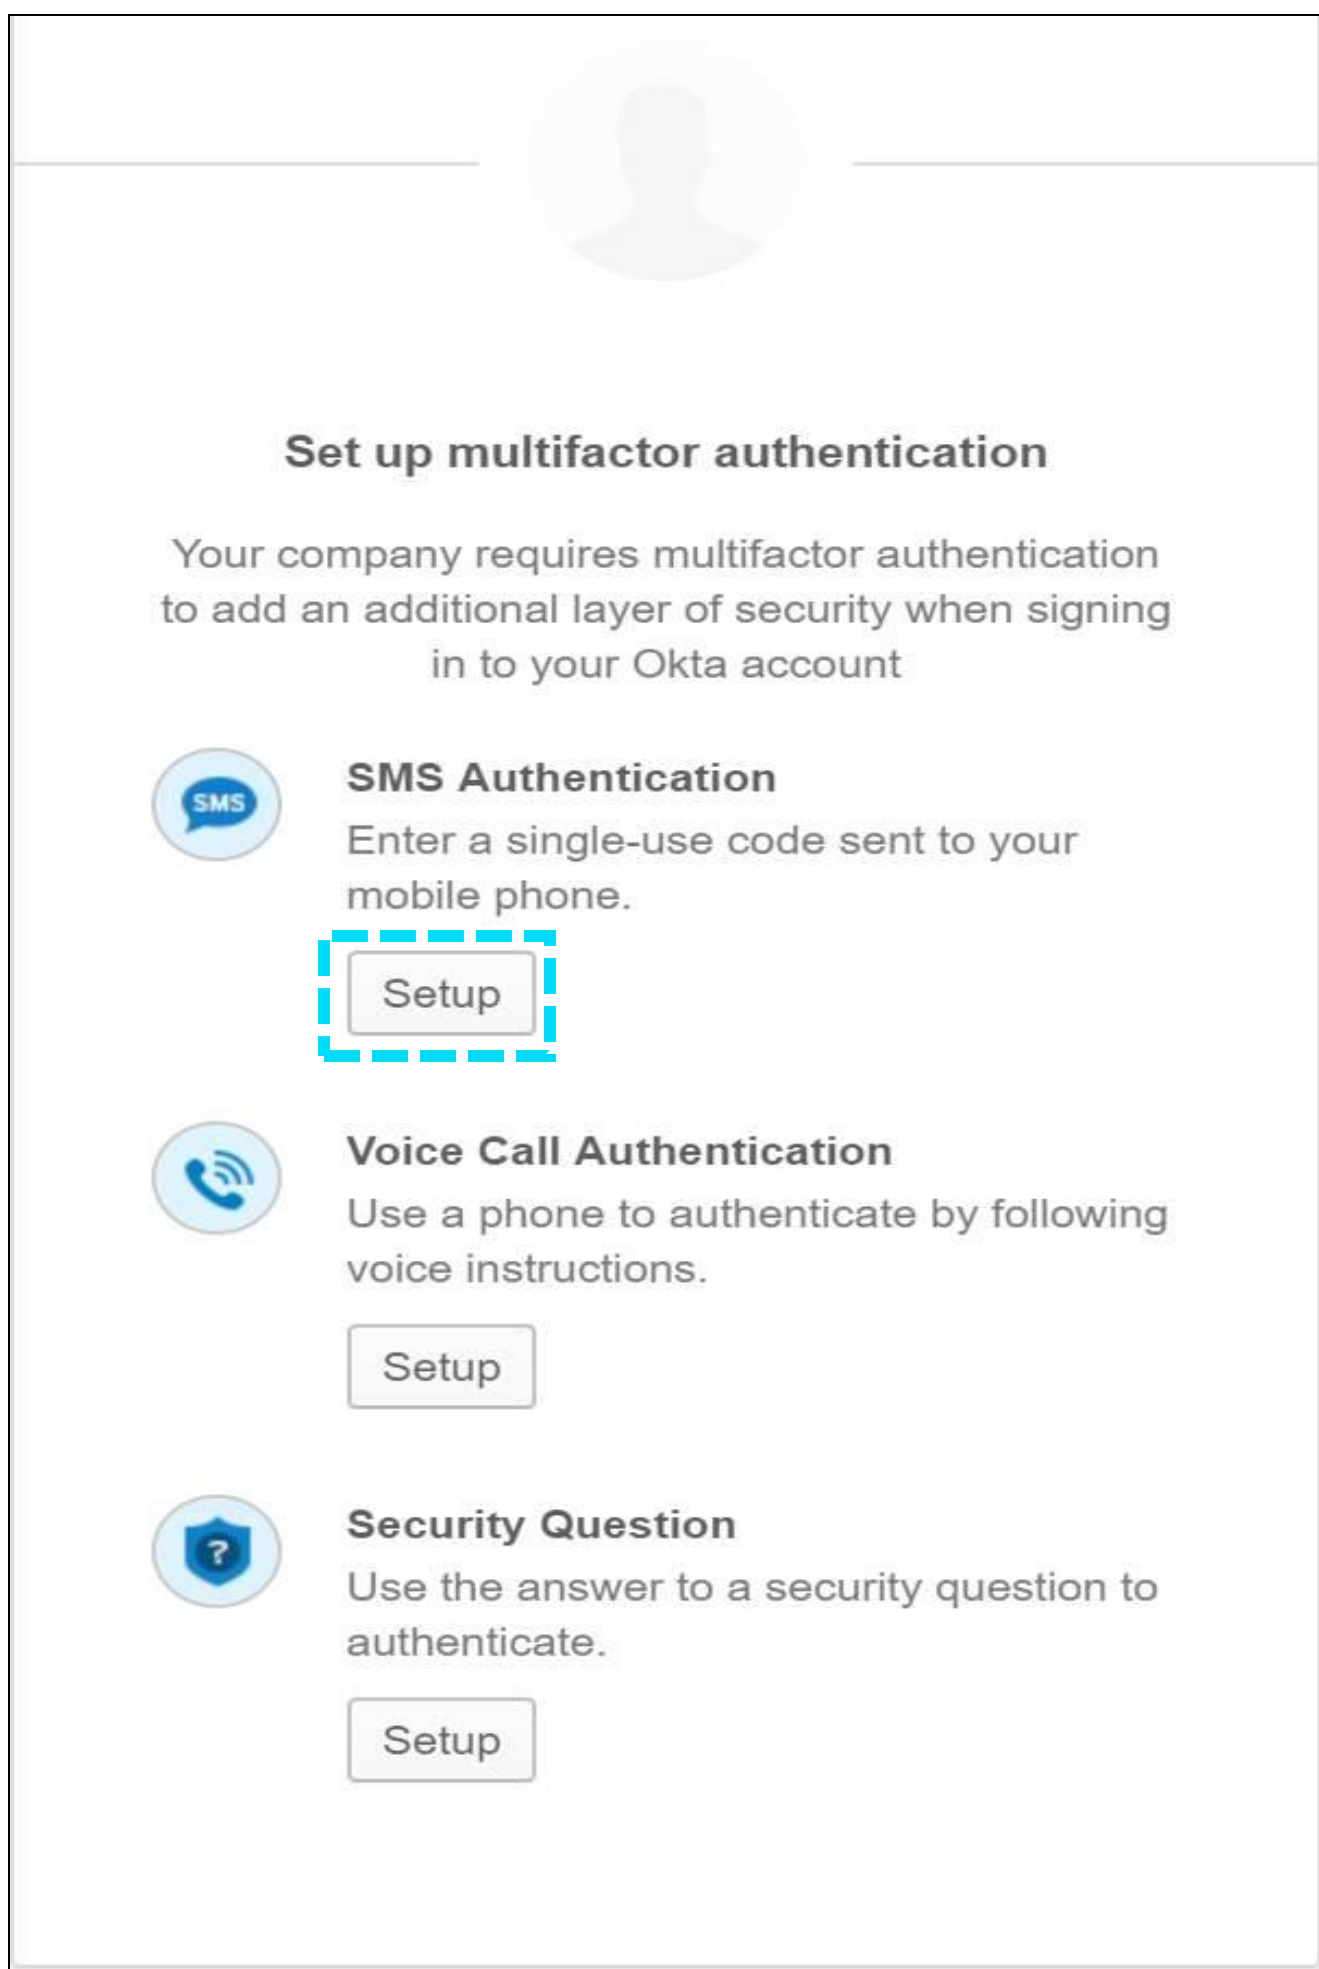 Set up multifactor authentication
Your company requires multifactor authentication
to add an additional layer of security when signing
in to your Okta account
SMS
SMS Authentication
Enter a single-use code sent to your
mobile phone.
Setup
Voice Call Authentication
Use a phone to authenticate by following
voice instructions.
Setup
?
Security Question
Use the answer to a security question to
authenticate.
Setup